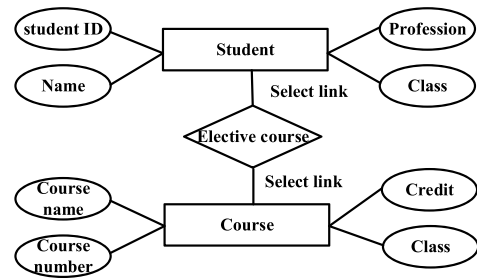 student ID
Profession
Student
Name
Class
Select link
Elective course
Select link
Course
name
Credit
Course
Course
number
Class